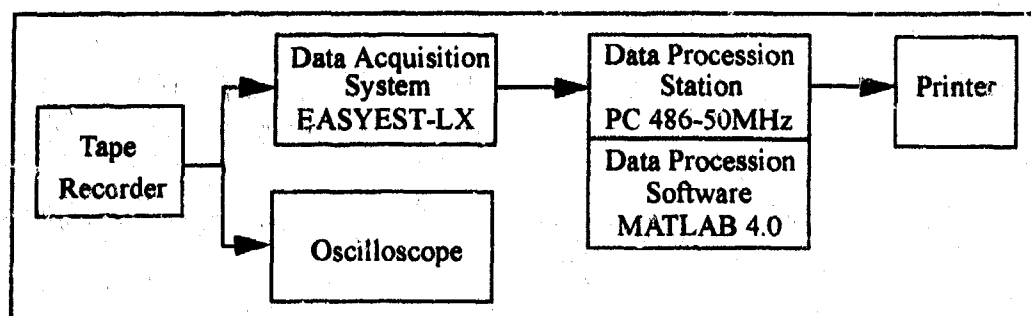 Tape
Recorder
Data Acquisition
System
EASYEST-LX
Oscilloscope
Data Procession
Station
PC 486-50MHz
Data Procession
Software
MATLAB 4.0
Printer